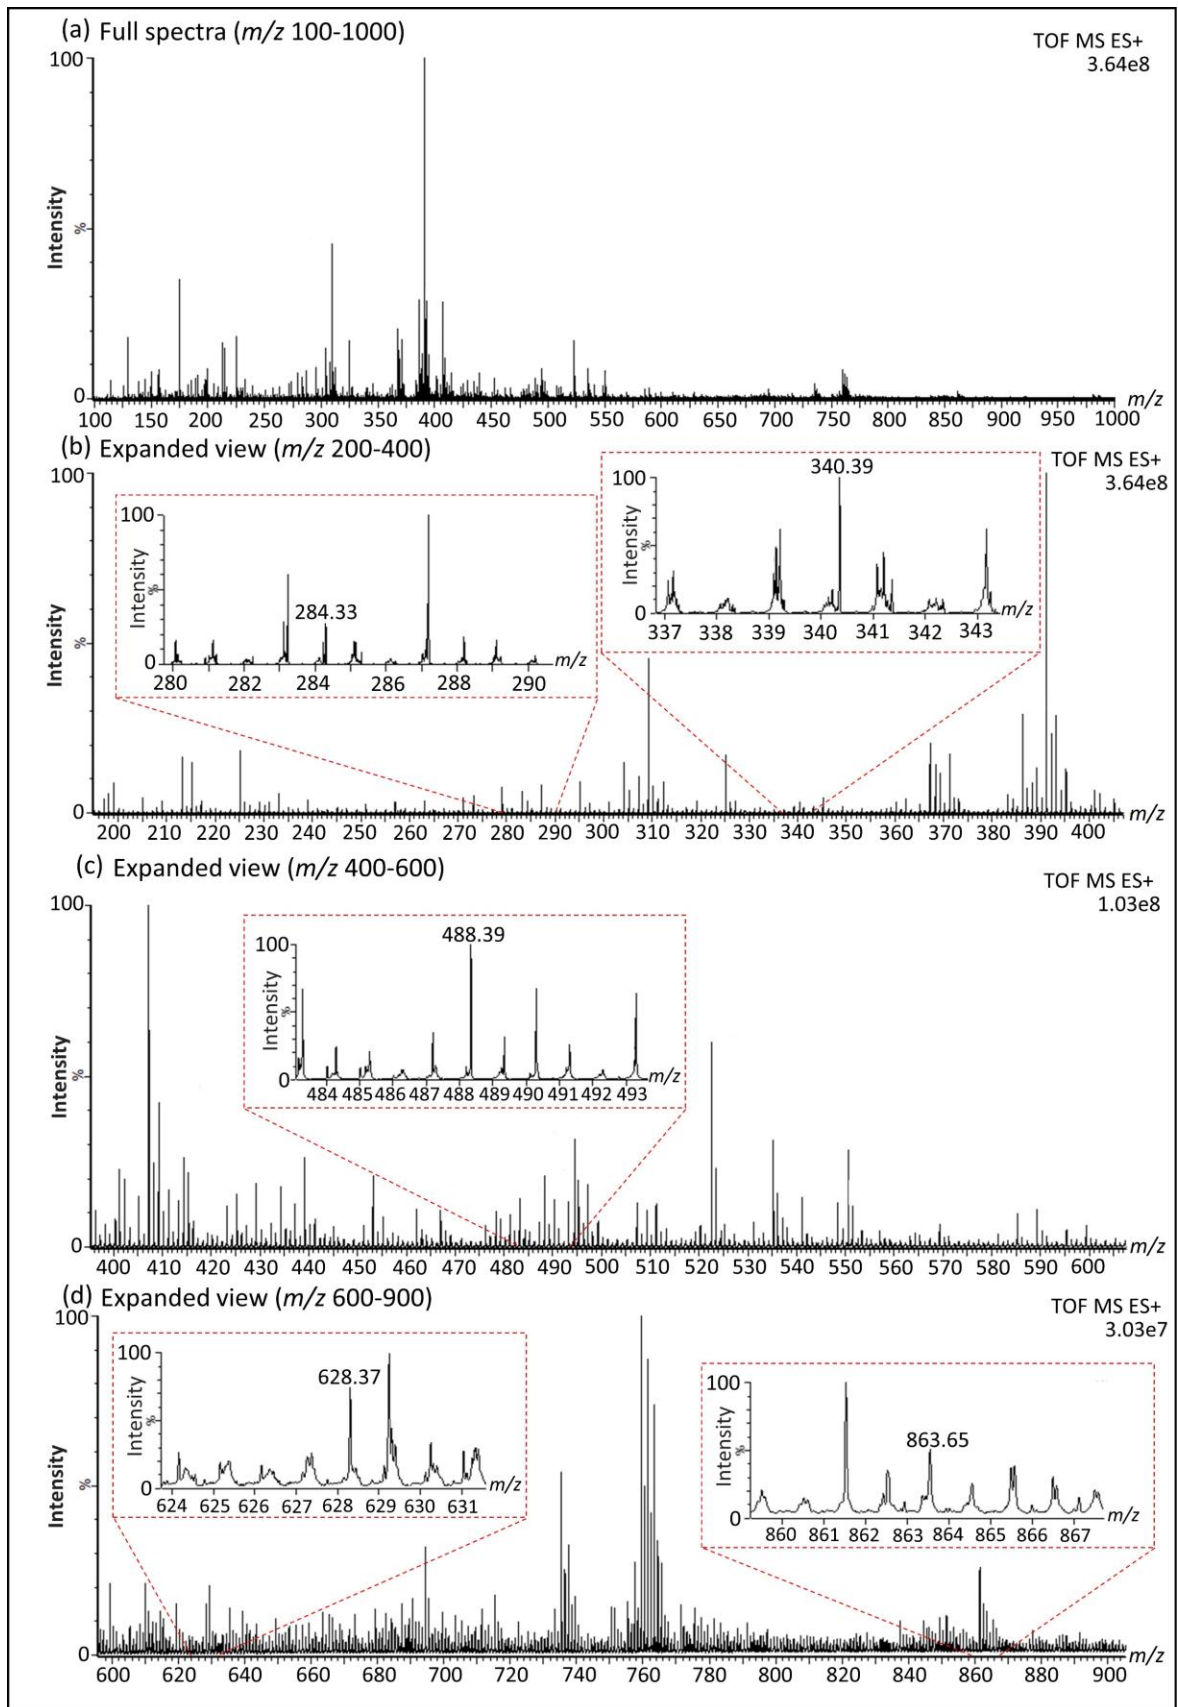 (a) Full spectra (m/z 100-1000)
TOF MS ES+
3.64e8
100
Intensity
%
0
100 150 200 250 300 350 400 450 500 550 600 650 700 750 800 850 900 950 1000
m/z
(b) Expanded view (m/z 200-400)
TOF MS ES+
3.64e8
100
Intensity
%
0
100
Intensity
%
0
284.33
280 282 284 286 288 290
m/z
340.39
100
Intensity
%
0
337 338 339 340 341 342 343
m/z
200 210 220 230 240 250 260 270 280 290 300 310 320 330 340 350 360 370 380 390 400
m/z
(c) Expanded view (m/z 400-600)
TOF MS ES+
1.03e8
100
Intensity
%
0
488.39
100
Intensity
%
0
484 485 486 487 488 489 490 491 492 493
m/z
400 410 420 430 440 450 460 470 480 490 500 510 520 530 540 550 560 570 580 590 600
m/z
(d) Expanded view (m/z 600-900)
TOF MS ES+
3.03e7
100
Intensity
%
0
628.37
100
Intensity
%
0
624 625 626 627 628 629 630 631
m/z
863.65
100
Intensity
%
0
860 861 862 863 864 865 866 867
m/z
600 620 640 660 680 700 720 740 760 780 800 820 840 860 880 900
m/z